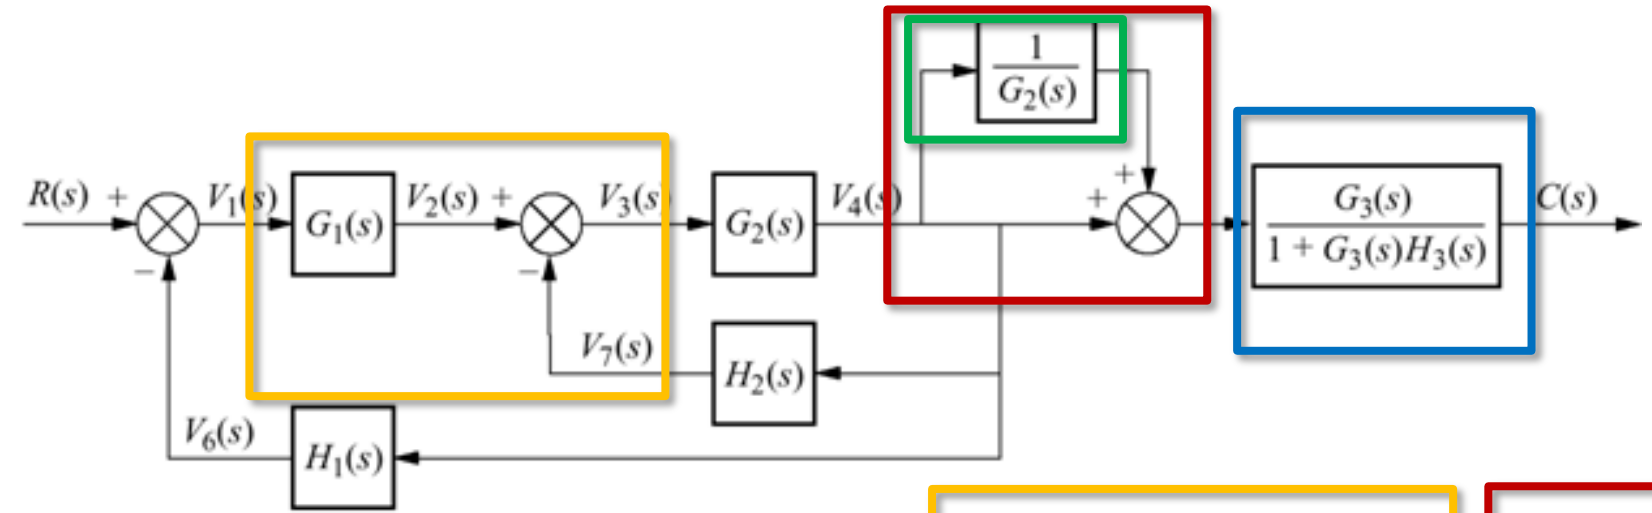 1
G₂(s)
R(s) + V₁(s) G₁(s) V₂(s) + V₃(s) G₂(s) V₄(s) + +
−  −
G₃(s)
1 + G₃(s)H₃(s)
C(s)
V₇(s) H₂(s)
V₆(s) H₁(s)